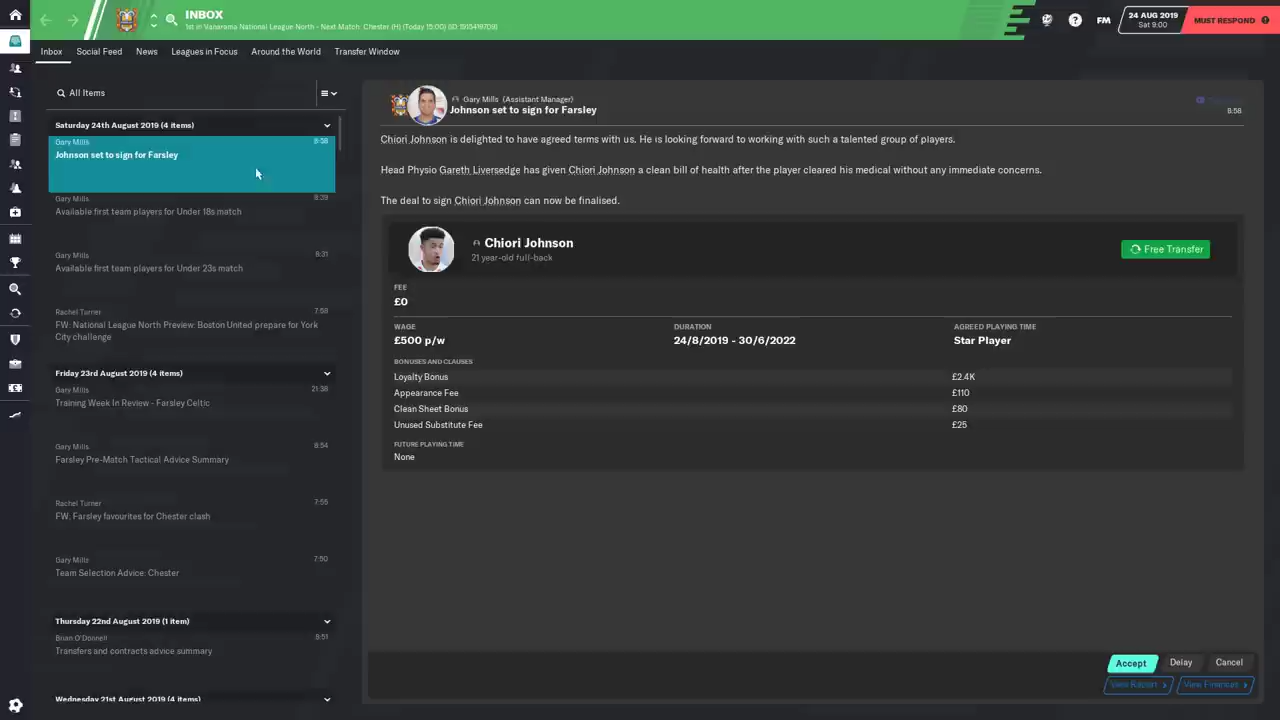 INBOX
1st in Vanarama National League North - Next Match: Chester (H) (Today 15:00) (ID: 1915419709)
FM
24 AUG 2019
Sat 9:00
MUST RESPOND
Inbox
Social Feed
News
Leagues in Focus
Around the World
Transfer Window
All Items
Saturday 24th August 2019 (4 items)
Gary Mills
8:58
Johnson set to sign for Farsley
Gary Mills
8:39
Available first team players for Under 18s match
Gary Mills
8:31
Available first team players for Under 23s match
Rachel Turner
7:58
FW: National League North Preview: Boston United prepare for York
City challenge
Friday 23rd August 2019 (4 items)
Gary Mills
21:38
Training Week In Review - Farsley Celtic
Gary Mills
8:54
Farsley Pre-Match Tactical Advice Summary
Rachel Turner
7:55
FW: Farsley favourites for Chester clash
Gary Mills
7:50
Team Selection Advice: Chester
Thursday 22nd August 2019 (1 item)
Brian O'Donnell
8:51
Transfers and contracts advice summary
Wednesday 21st August 2019 (4 items)
Gary Mills (Assistant Manager)
Johnson set to sign for Farsley
8:58
Chiori Johnson is delighted to have agreed terms with us. He is looking forward to working with such a talented group of players.
Head Physio Gareth Liversedge has given Chiori Johnson a clean bill of health after the player cleared his medical without any immediate concerns.
The deal to sign Chiori Johnson can now be finalised.
Chiori Johnson
21 year-old full-back
Free Transfer
FEE
£0
WAGE
DURATION
AGREED PLAYING TIME
£500 p/w
24/8/2019 - 30/6/2022
Star Player
BONUSES AND CLAUSES
Loyalty Bonus
£2.4K
Appearance Fee
£110
Clean Sheet Bonus
£80
Unused Substitute Fee
£25
FUTURE PLAYING TIME
None
Accept
Delay
Cancel
View Report
View Finances